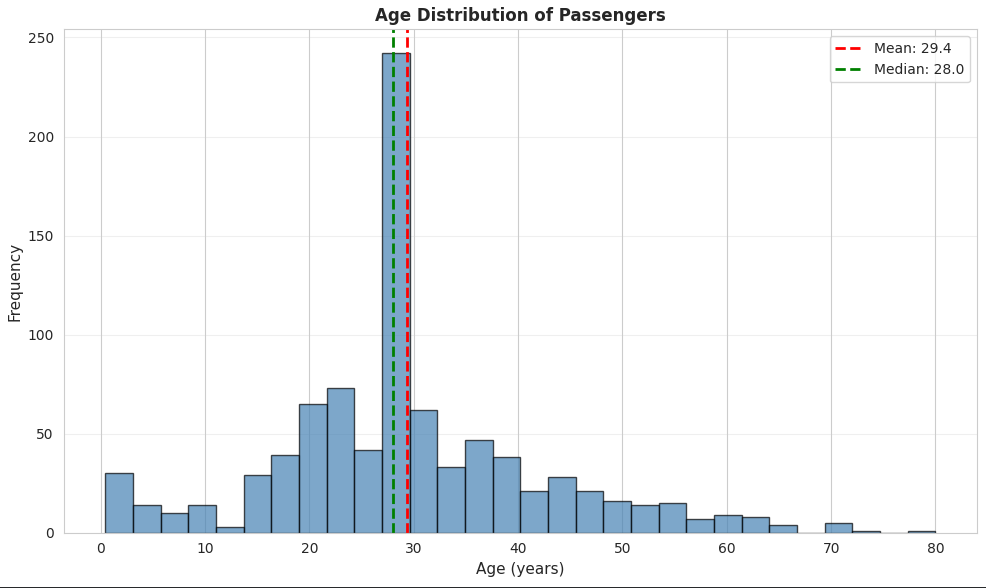 Age Distribution of Passengers
Mean: 29.4
Median: 28.0
Frequency
250
200
150
100
50
0
0 10 20 30 40 50 60 70 80
Age (years)